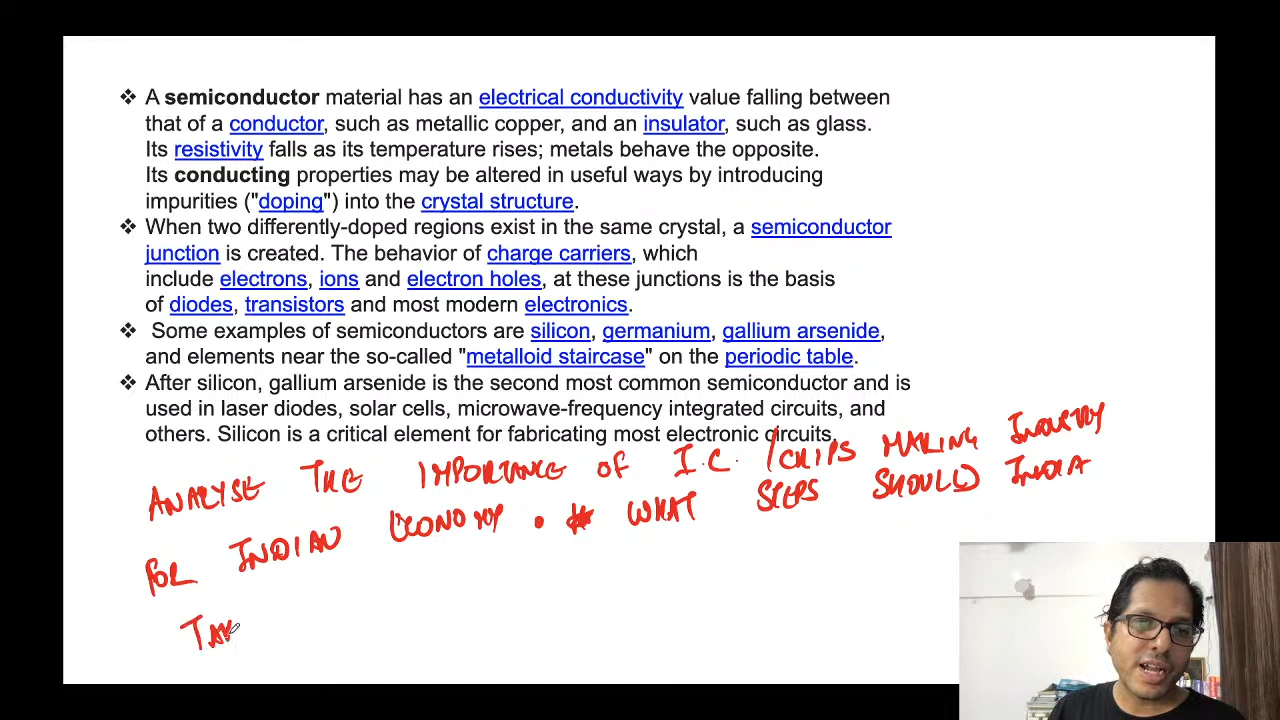 ❖ A semiconductor material has an electrical conductivity value falling between
that of a conductor, such as metallic copper, and an insulator, such as glass.
Its resistivity falls as its temperature rises; metals behave the opposite.
Its conducting properties may be altered in useful ways by introducing
impurities ("doping") into the crystal structure.
❖ When two differently-doped regions exist in the same crystal, a semiconductor
junction is created. The behavior of charge carriers, which
include electrons, ions and electron holes, at these junctions is the basis
of diodes, transistors and most modern electronics.
❖ Some examples of semiconductors are silicon, germanium, gallium arsenide,
and elements near the so-called "metalloid staircase" on the periodic table.
❖ After silicon, gallium arsenide is the second most common semiconductor and is
used in laser diodes, solar cells, microwave-frequency integrated circuits, and
others. Silicon is a critical element for fabricating most electronic circuits.
ANALYSE THE IMPORTANCE OF I.C. /CHIPS MAKING INDUSTRY
FOR INDIAN ECONOMY. WHAT STEPS SHOULD INDIA
TAK